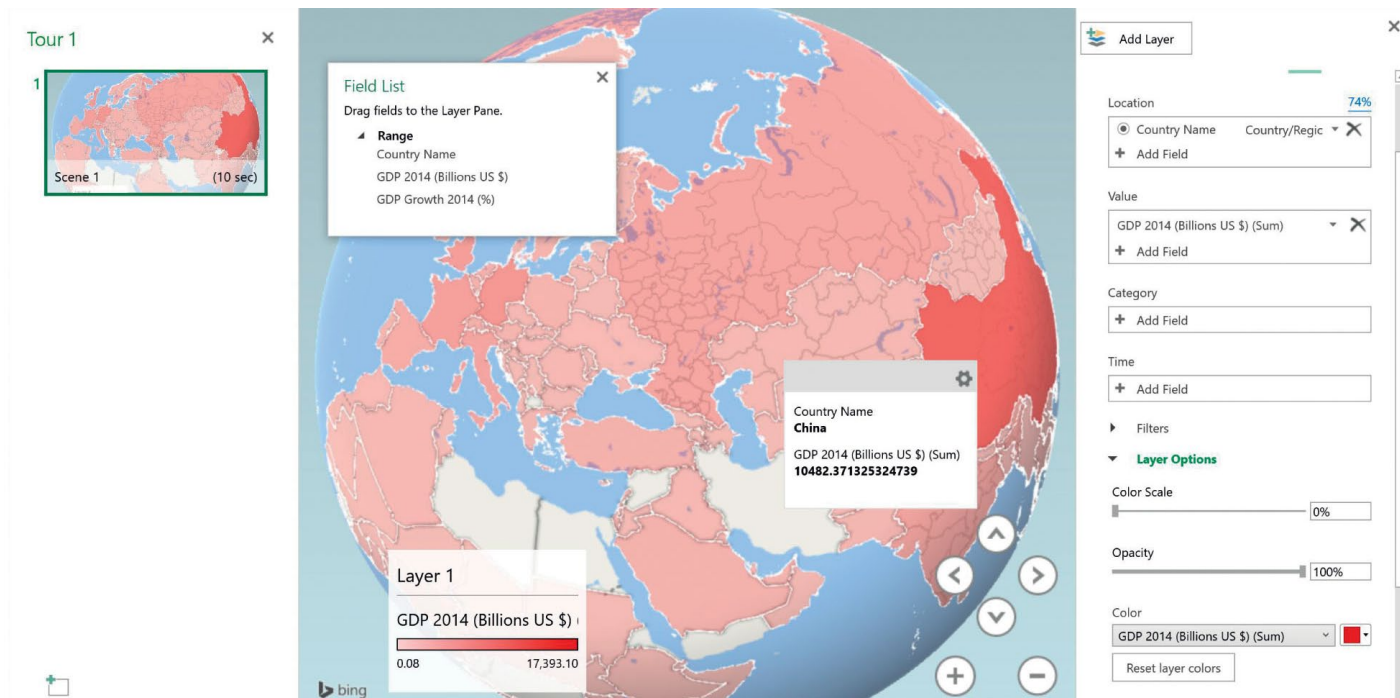 Tour 1
1
Scene 1 (10 sec)
Field List
Drag fields to the Layer Pane.
Range
Country Name
GDP 2014 (Billions US $)
GDP Growth 2014 (%)
Country Name
China
GDP 2014 (Billions US $) (Sum)
10482.371325324739
Layer 1
GDP 2014 (Billions US $) (
0.08 17,393.10
bing
Add Layer
Location 74%
Country Name Country/Regic
Add Field
Value
GDP 2014 (Billions US $) (Sum)
Add Field
Category
Add Field
Time
Add Field
Filters
Layer Options
Color Scale
0%
Opacity
100%
Color
GDP 2014 (Billions US $) (Sum)
Reset layer colors